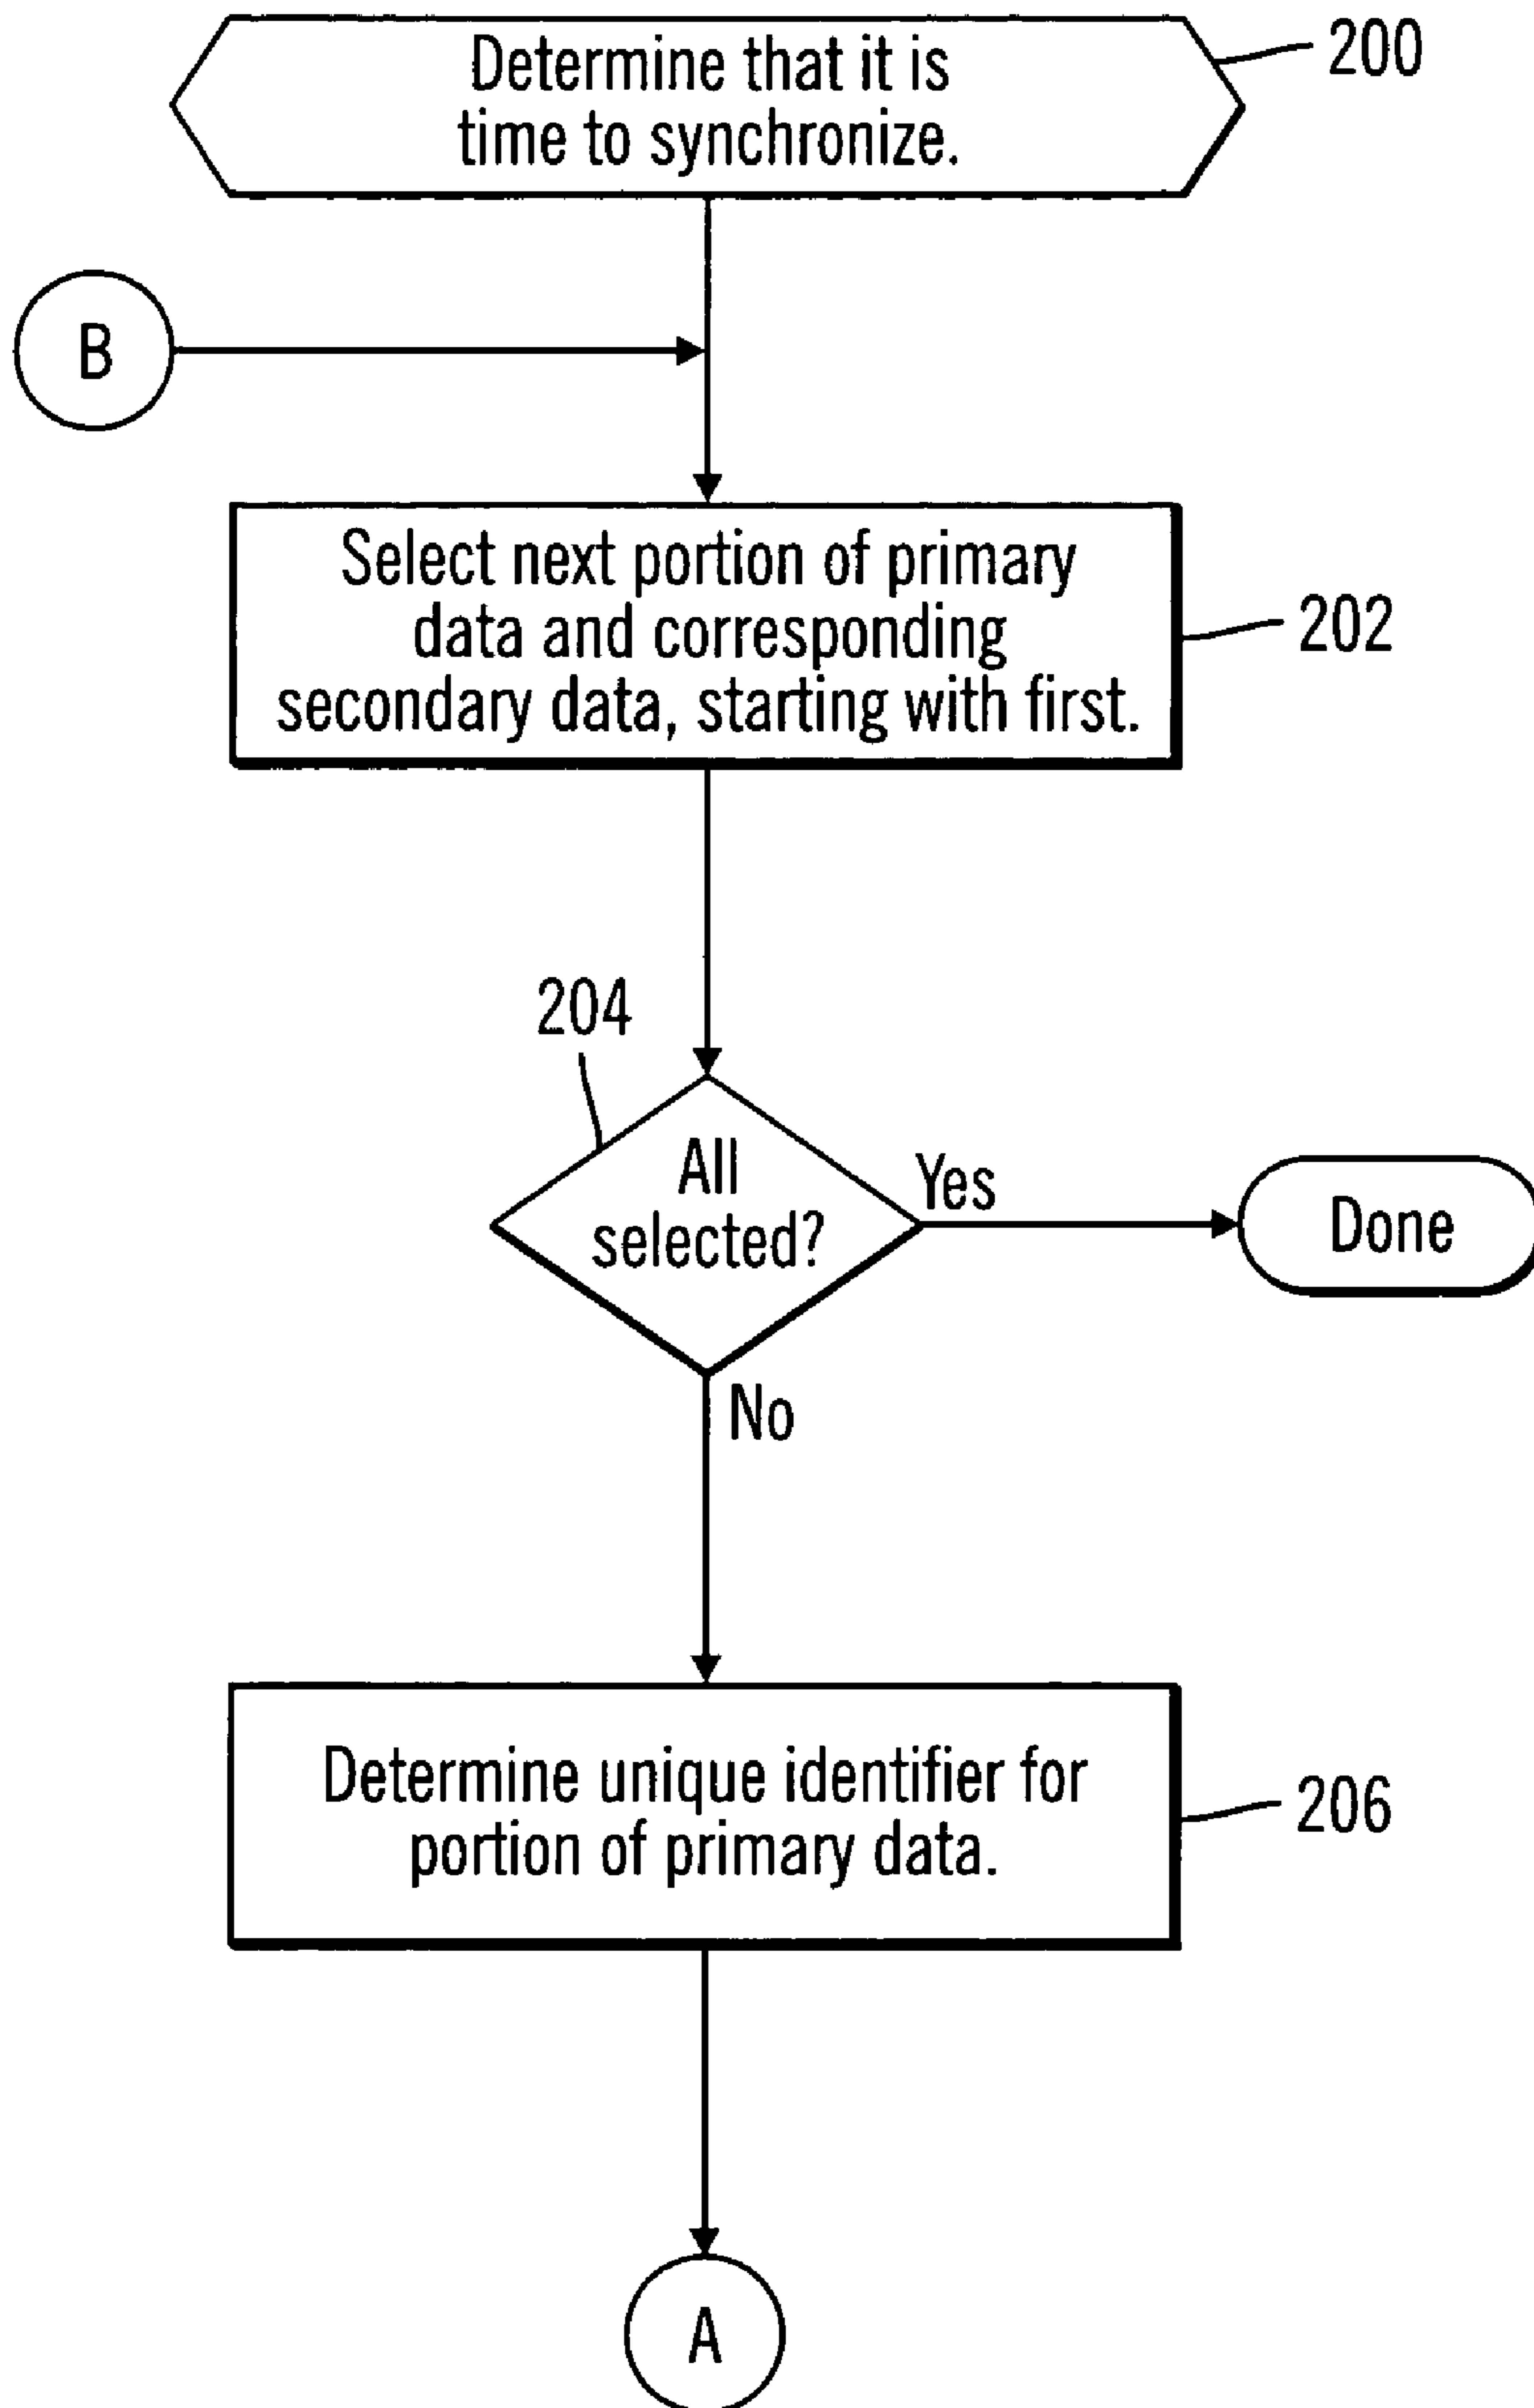 Determine that it is
time to synchronize.
200
B
Select next portion of primary
data and corresponding
secondary data, starting with first.
202
204
All
selected?
Yes
Done
No
Determine unique identifier for
portion of primary data.
206
A